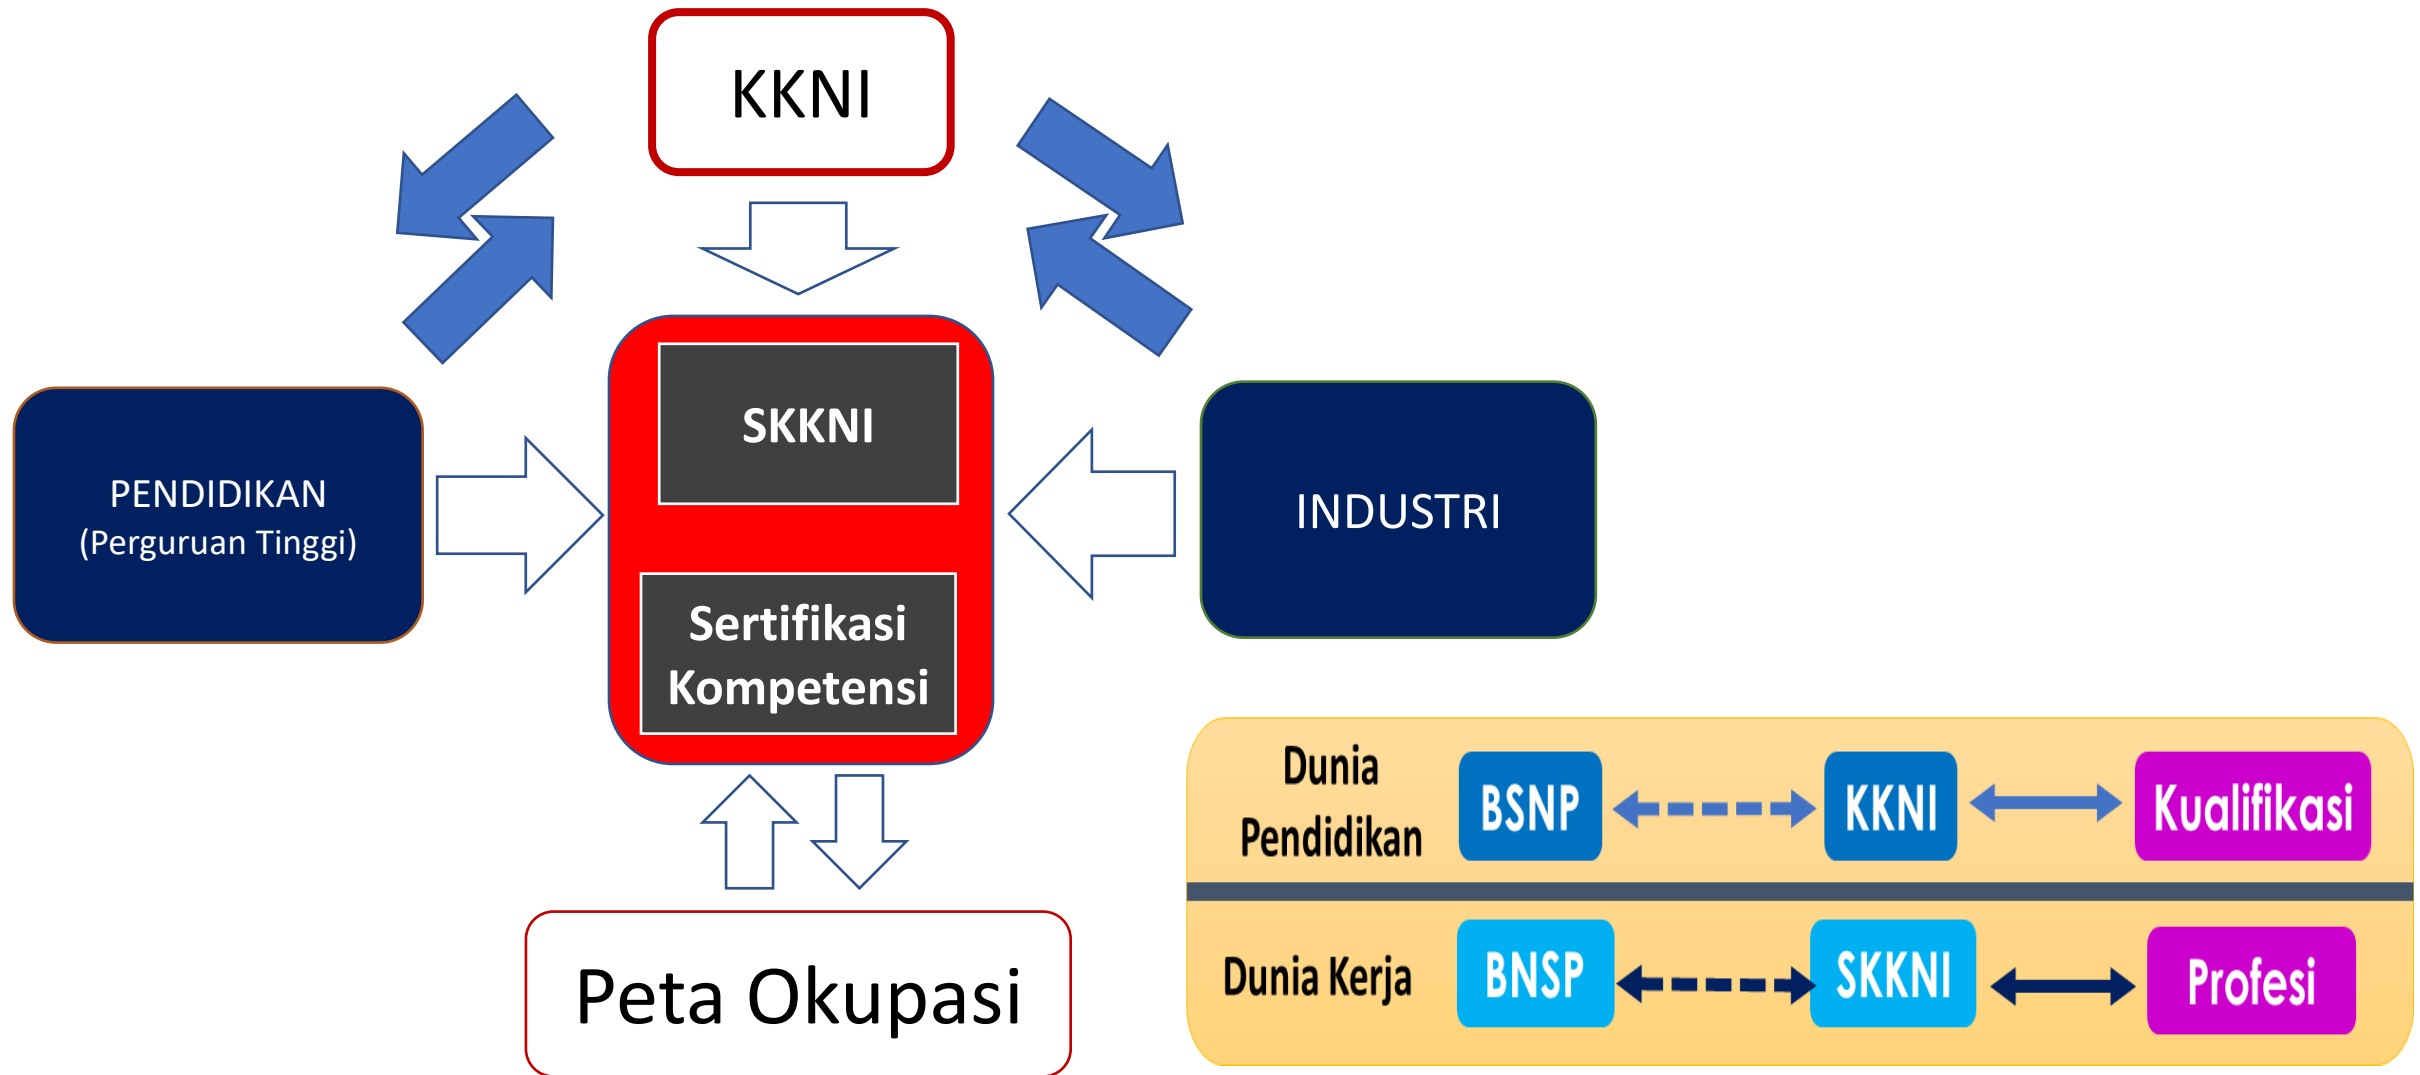 KKNI
SKKNI
PENDIDIKAN
(Perguruan Tinggi)
INDUSTRI
Sertifikasi
Kompetensi
Peta Okupasi
Dunia
Pendidikan
BSNP
KKNI
Kualifikasi
Dunia Kerja
BNSP
SKKNI
Profesi